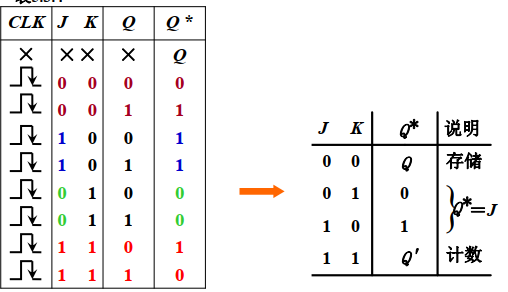 CLK J K Q Q*
× × × × Q
0 0 0 0
0 0 1 1
1 0 0 1
1 0 1 1
0 1 0 0
0 1 1 0
1 1 0 1
1 1 1 0
J K Q* 说明
0 0 Q 存储
0 1 0
Q*=J
1 0 1
1 1 Q' 计数